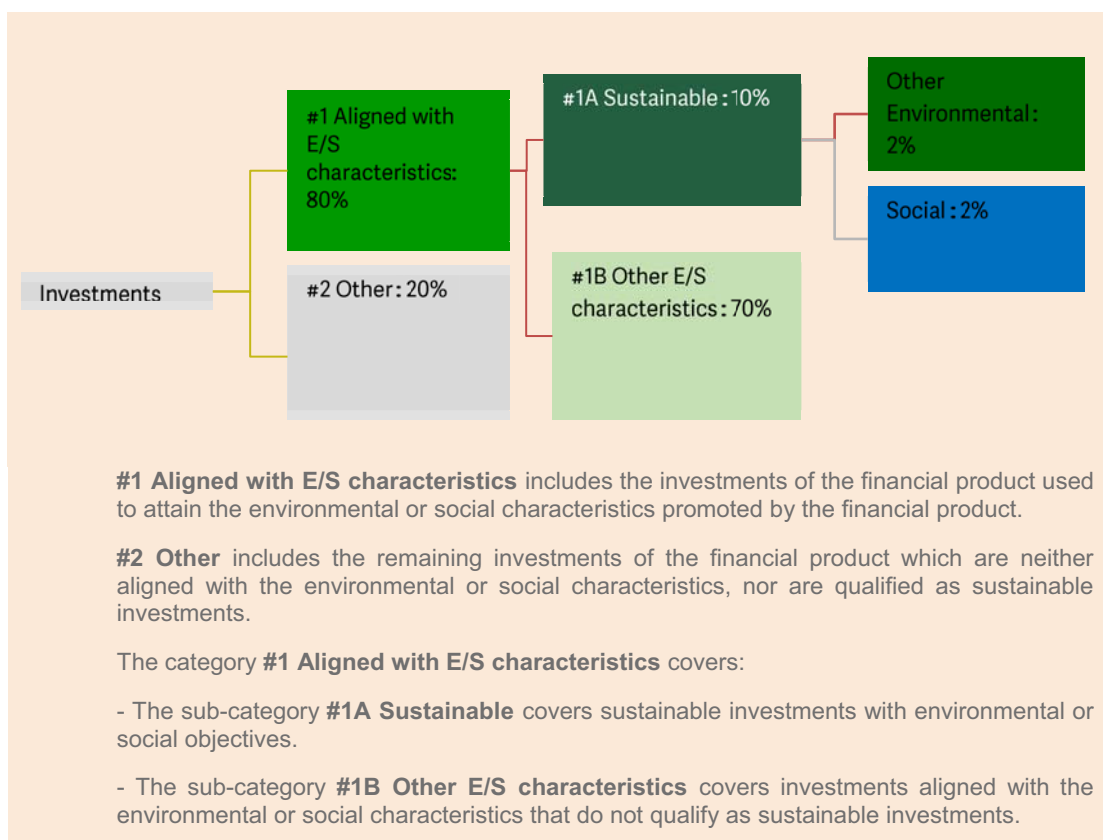 #1 Aligned with
E/S
characteristics:
80%
#1A Sustainable : 10%
Other
Environmental:
2%
Social : 2%
Investments
#2 Other : 20%
#1B Other E/S
characteristics : 70%
#1 Aligned with E/S characteristics includes the investments of the financial product used
to attain the environmental or social characteristics promoted by the financial product.
#2 Other includes the remaining investments of the financial product which are neither
aligned with the environmental or social characteristics, nor are qualified as sustainable
investments.
The category #1 Aligned with E/S characteristics covers:
- The sub-category #1A Sustainable covers sustainable investments with environmental or
social objectives.
- The sub-category #1B Other E/S characteristics covers investments aligned with the
environmental or social characteristics that do not qualify as sustainable investments.